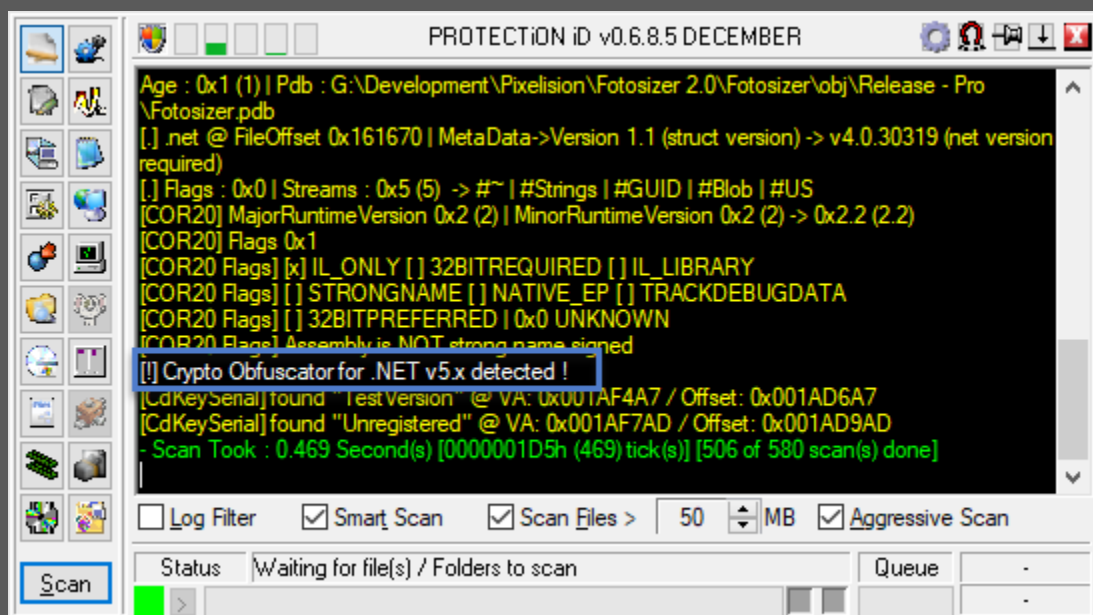 PROTECTiON iD v0.6.8.5 DECEMBER
Age : 0x1 (1) | Pdb : G:\Development\Pixelision\Fotosizer 2.0\Fotosizer\obj\Release - Pro
\Fotosizer.pdb
[.] .net @ FileOffset 0x161670 | MetaData->Version 1.1 (struct version) -> v4.0.30319 (net version
required)
[.] Flags : 0x0 | Streams : 0x5 (5)  -> #~ | #Strings | #GUID | #Blob | #US
[COR20] MajorRuntimeVersion 0x2 (2) | MinorRuntimeVersion 0x2 (2) -> 0x2.2 (2.2)
[COR20] Flags 0x1
[COR20 Flags] [x] IL_ONLY [ ] 32BITREQUIRED [ ] IL_LIBRARY
[COR20 Flags] [ ] STRONGNAME [ ] NATIVE_EP [ ] TRACKDEBUGDATA
[COR20 Flags] [ ] 32BITPREFERRED | 0x0 UNKNOWN
[COR20 Flags] Assembly is NOT strong name signed
[!] Crypto Obfuscator for .NET v5.x detected !
[CdKeySerial] found "TestVersion" @ VA: 0x001AF4A7 / Offset: 0x001AD6A7
[CdKeySerial] found "Unregistered" @ VA: 0x001AF7AD / Offset: 0x001AD9AD
- Scan Took : 0.469 Second(s) [0000001D5h (469) tick(s)] [506 of 580 scan(s) done]
Log Filter Smart Scan Scan Files > 50 MB Aggressive Scan
Scan Status Waiting for file(s) / Folders to scan Queue -
> -